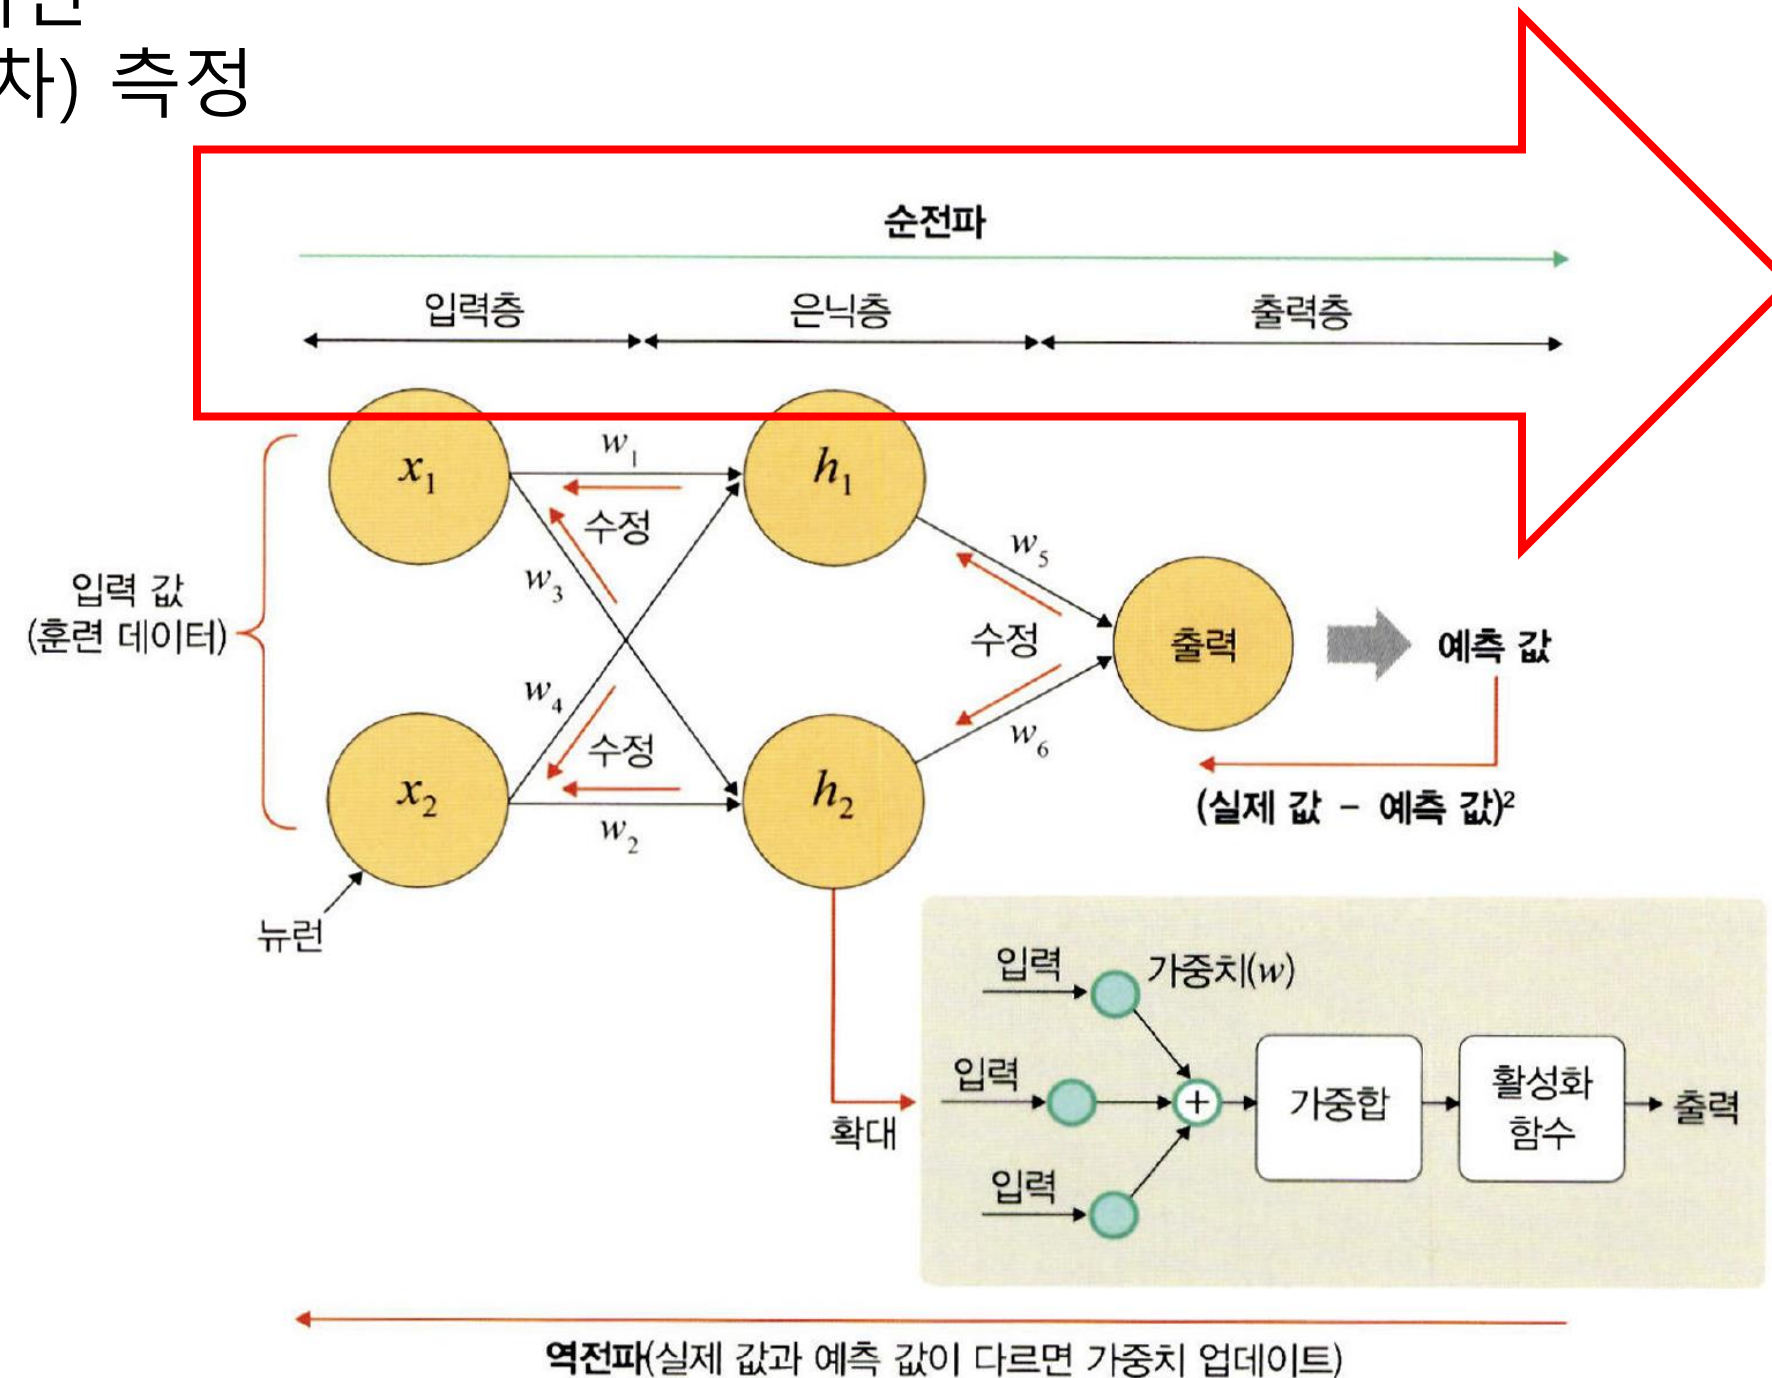 차) 측정
순전파
입력층 은닉층 출력층
x1 w1 h1
수정
w3 w5
입력 값
(훈련 데이터)
수정 출력 예측 값
w4
수정 w6
x2 h2
w2
(실제 값 - 예측 값)²
뉴런
입력 가중치(w)
입력
+ 가중합 활성화
함수 출력
확대
입력
역전파(실제 값과 예측 값이 다르면 가중치 업데이트)